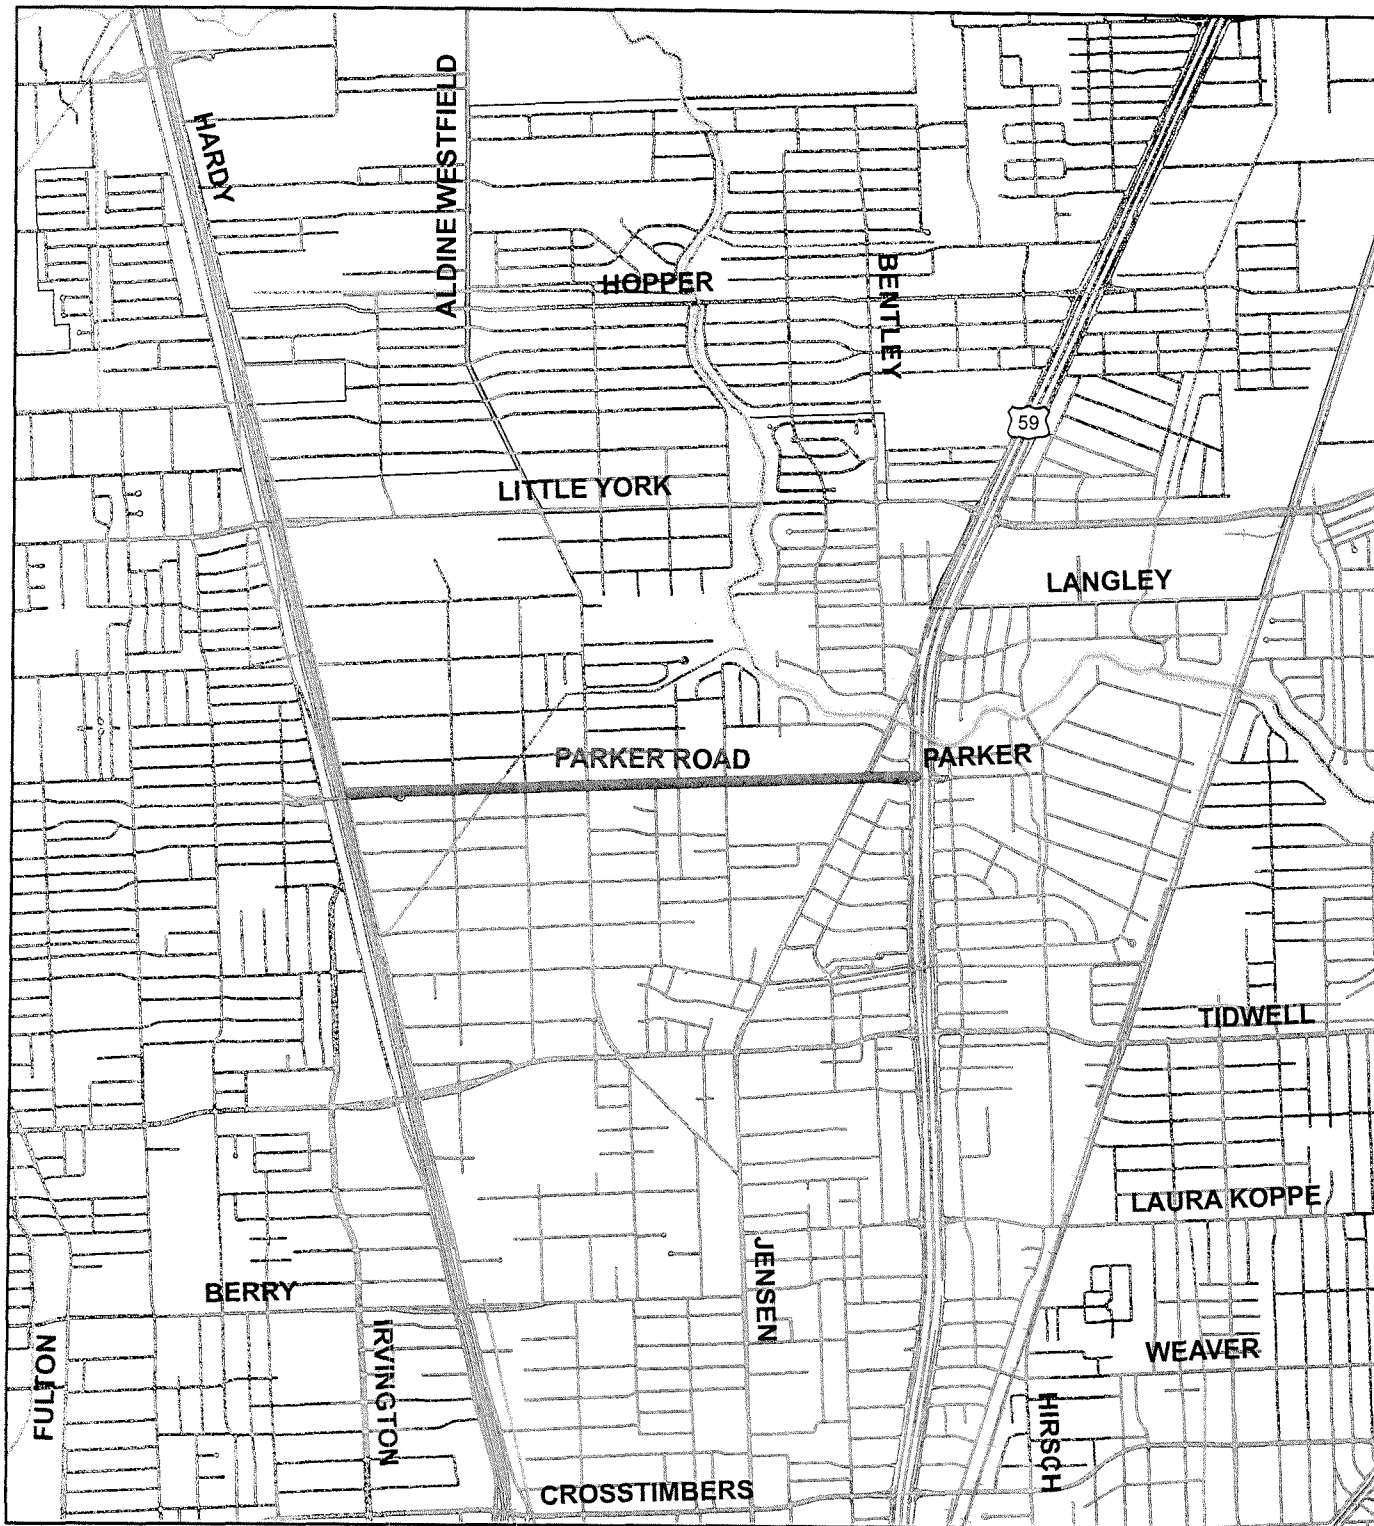 HARDY
ALDINE WESTFIELD
HOPPER
BENTLEY
59
LITTLE YORK
LANGLEY
PARKER ROAD
PARKER
TIDWELL
LAURA KOPPE
JENSEN
BERRY
IRVINGTON
FULTON
WEAVER
HIRSCH
CROSSTIMBERS